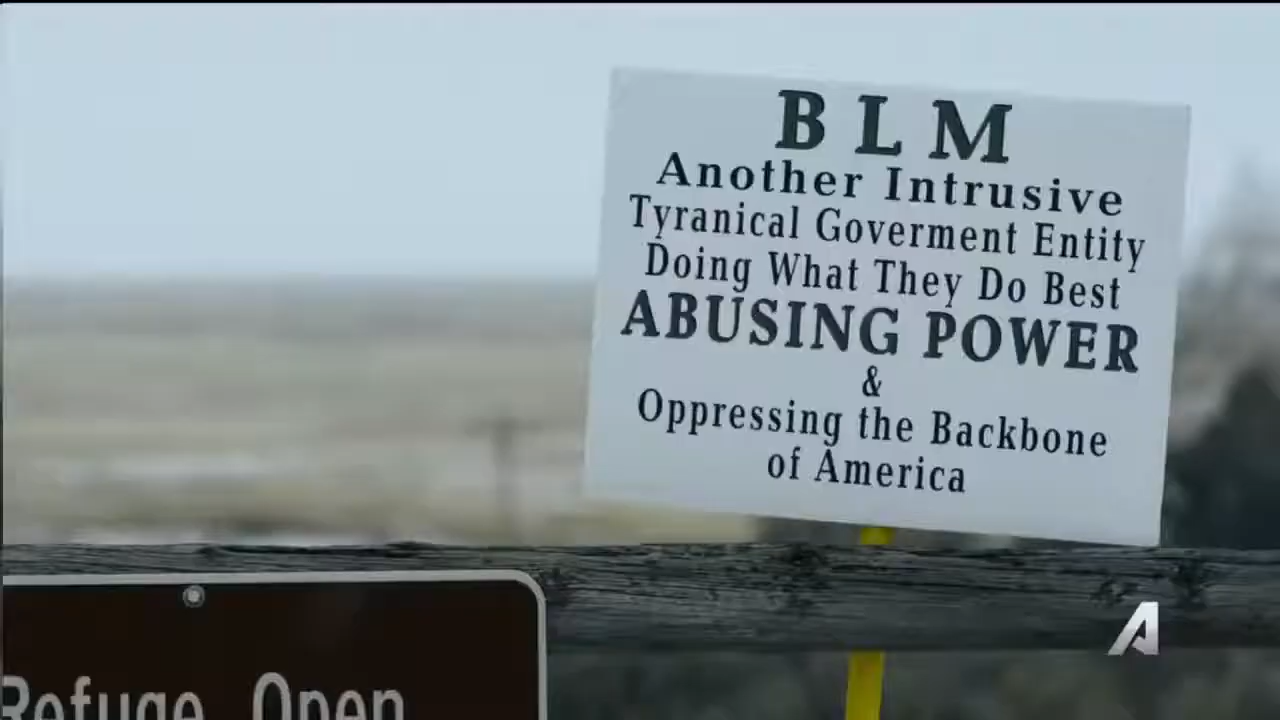 BLM
Another Intrusive
Tyranical Goverment Entity
Doing What They Do Best
ABUSING POWER
&
Oppressing the Backbone
of America
Refuge Open